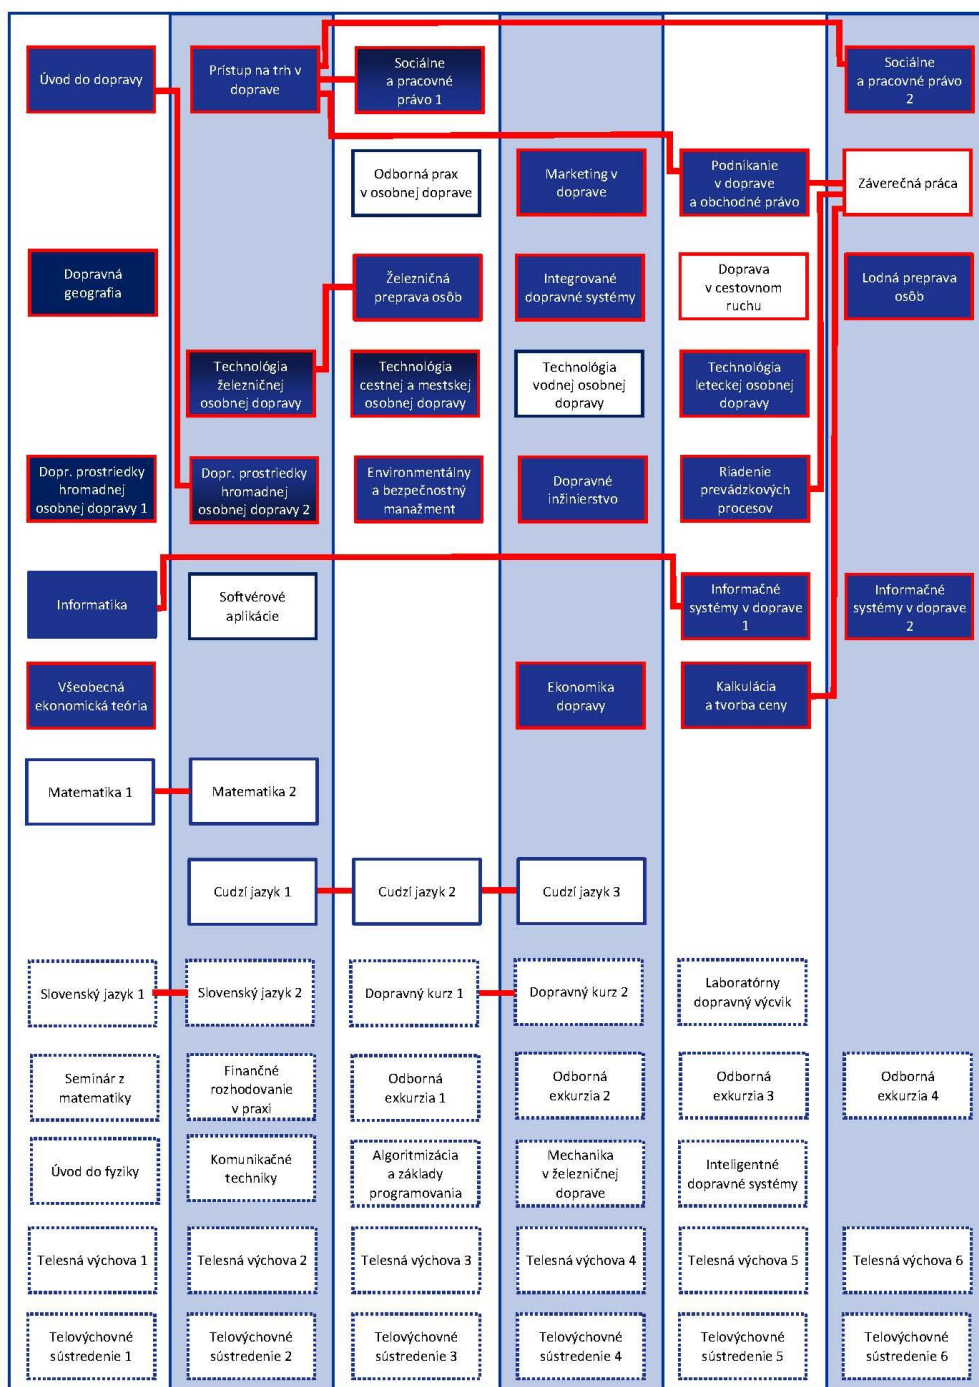 Úvod do dopravy
Prístup na trh v
doprave
Sociálne
a pracovné
právo 1
Sociálne
a pracovné právo
2
Odborná prax
v osobnej doprave
Marketing v
doprave
Podnikanie
v doprave
a obchodné právo
Záverečná práca
Dopravná
geografia
Železničná
preprava osôb
Integrované
dopravné systémy
Doprava
v cestovnom
ruchu
Lodná preprava
osôb
Technológia
železničnej
osobnej dopravy
Technológia
cestnej a mestskej
osobnej dopravy
Technológia
vodnej osobnej
dopravy
Technológia
leteckej osobnej
dopravy
Dopr. prostriedky
hromadnej
osobnej dopravy 1
Dopr. prostriedky
hromadnej
osobnej dopravy 2
Environmentálny
a bezpečnostný
manažment
Dopravné
inžinierstvo
Riadenie
prevádzkových
procesov
Informatika
Softvérové
aplikácie
Informačné
systémy v doprave
1
Informačné
systémy v doprave
2
Všeobecná
ekonomická teória
Ekonomika
dopravy
Kalkulácia
a tvorba ceny
Matematika 1
Matematika 2
Cudzí jazyk 1
Cudzí jazyk 2
Cudzí jazyk 3
Slovenský jazyk 1
Slovenský jazyk 2
Dopravný kurz 1
Dopravný kurz 2
Laboratórny
dopravný výcvik
Seminár z
matematiky
Finančné
rozhodovanie
v praxi
Odborná
exkurzia 1
Odborná
exkurzia 2
Odborná
exkurzia 3
Odborná
exkurzia 4
Úvod do fyziky
Komunikačné
techniky
Algoritmizácia
a základy
programovania
Mechanika
v železničnej
doprave
Inteligentné
dopravné systémy
Telesná výchova 1
Telesná výchova 2
Telesná výchova 3
Telesná výchova 4
Telesná výchova 5
Telesná výchova 6
Telovýchovné
sústredenie 1
Telovýchovné
sústredenie 2
Telovýchovné
sústredenie 3
Telovýchovné
sústredenie 4
Telovýchovné
sústredenie 5
Telovýchovné
sústredenie 6